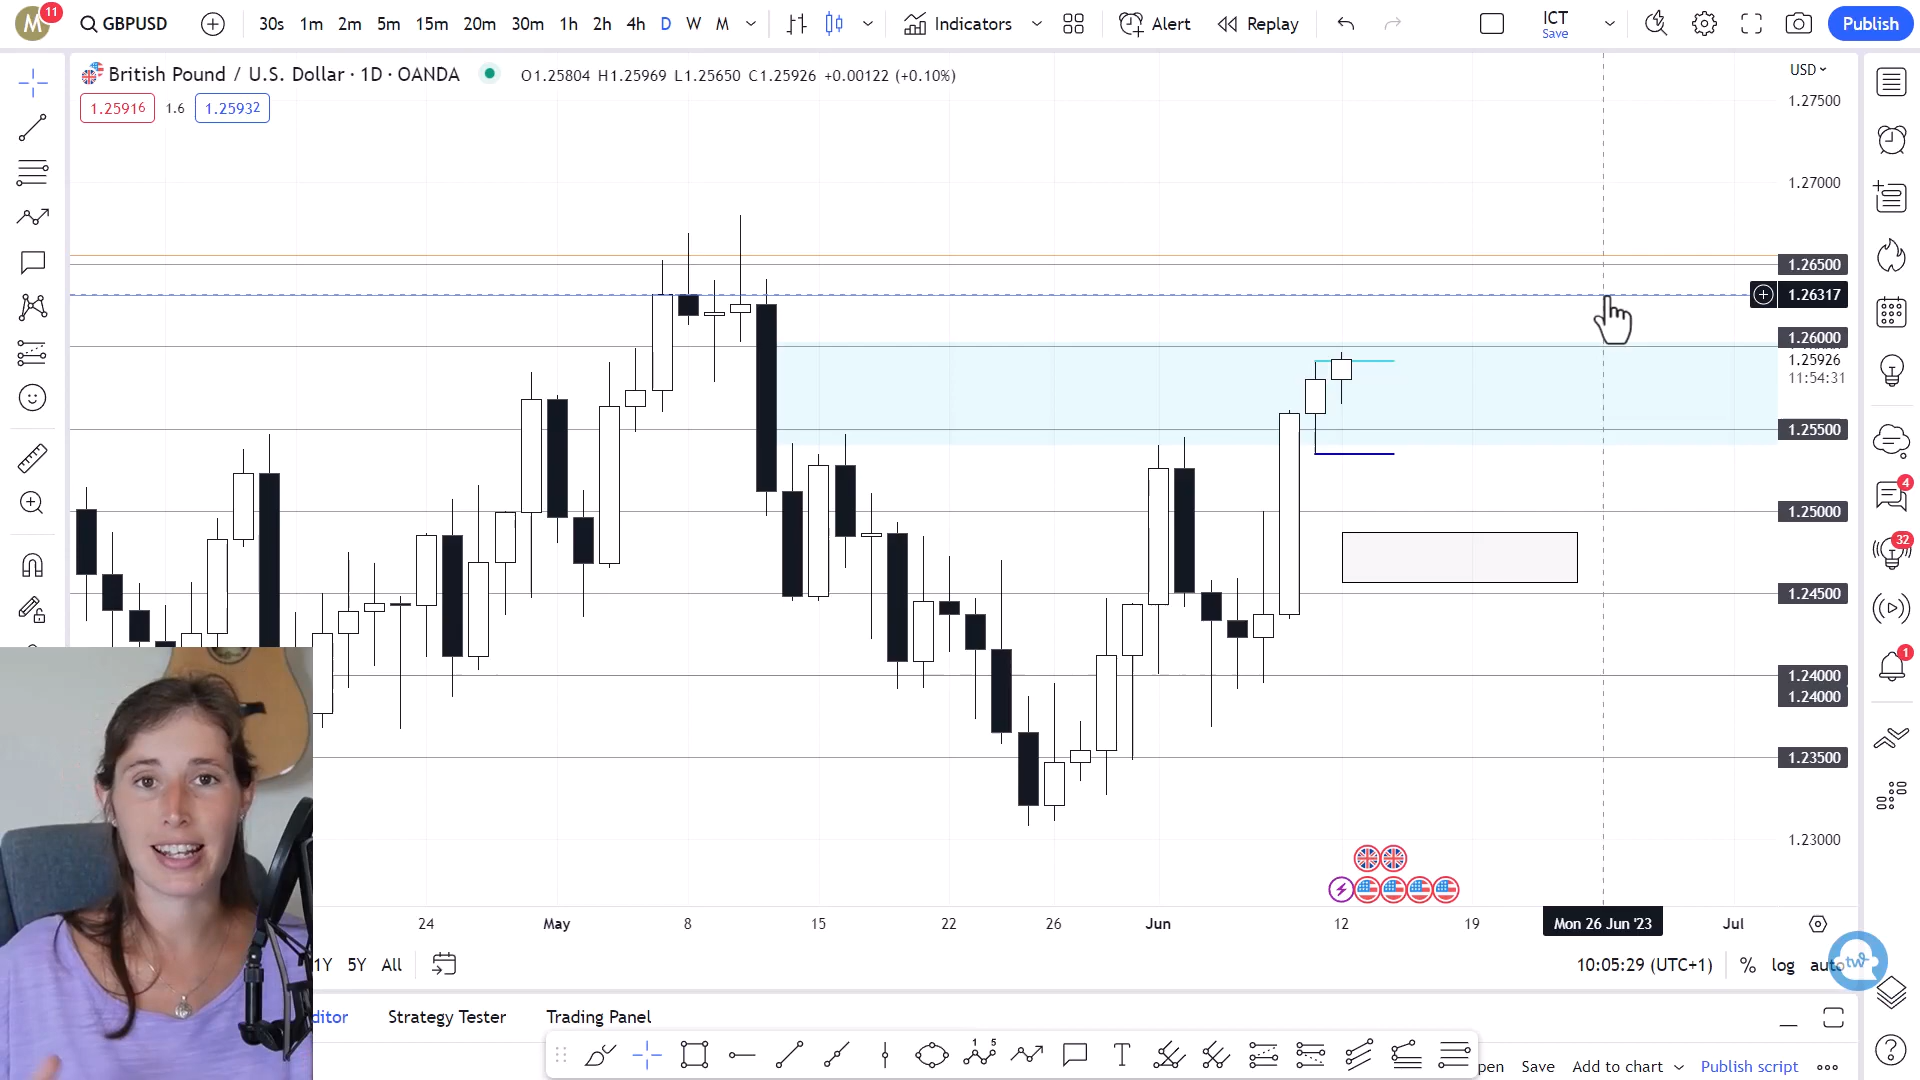 M 11 GBPUSD 30s 1m 2m 5m 15m 20m 30m 1h 2h 4h D W M Indicators Alert Replay ICT Save Publish
British Pound / U.S. Dollar · 1D · OANDA O1.25804 H1.25969 L1.25650 C1.25926 +0.00122 (+0.10%) USD
1.25916 1.6 1.25932
1.27500
1.27000
1.26500
1.26317
1.26000
1.25926
11:54:31
1.25500
4
1.25000
32
1.24500
1
1.24000
1.24000
1.23500
1.23000
24 May 8 15 22 26 Jun 12 19 Mon 26 Jun '23 Jul
1Y 5Y All 10:05:29 (UTC+1) % log auto
tw
ditor Strategy Tester Trading Panel
1 5 T pen Save Add to chart Publish script